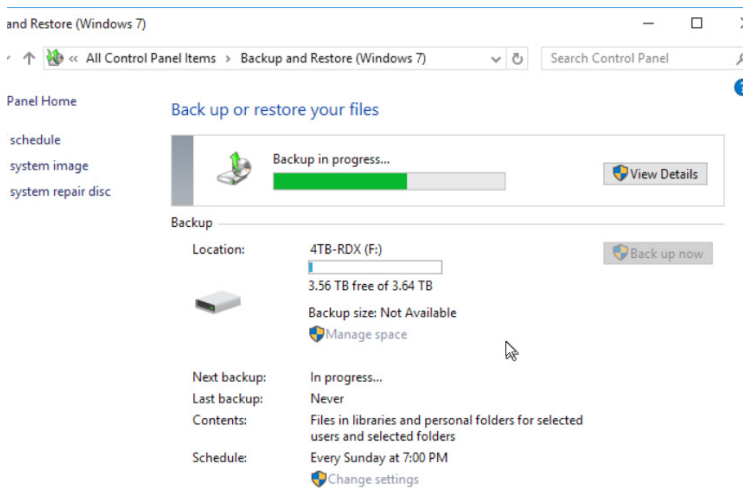 and Restore (Windows 7)
« All Control Panel Items › Backup and Restore (Windows 7)
Search Control Panel
Panel Home
schedule
system image
system repair disc
Back up or restore your files
Backup in progress...
View Details
Backup
Location:
4TB-RDX (F:)
Back up now
3.56 TB free of 3.64 TB
Backup size: Not Available
Manage space
Next backup:
In progress...
Last backup:
Never
Contents:
Files in libraries and personal folders for selected
users and selected folders
Schedule:
Every Sunday at 7:00 PM
Change settings